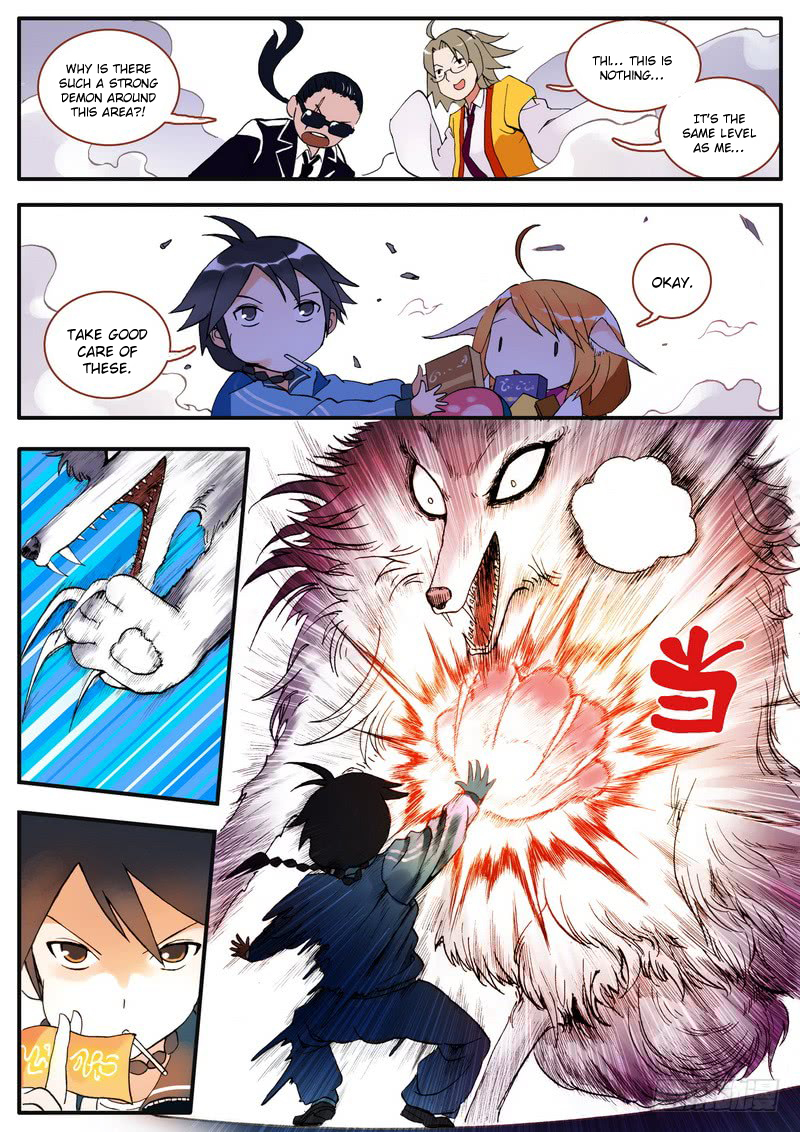 WHY IS THERE
SUCH A STRONG
DEMON AROUND
THIS AREA?!
THI... THIS IS
NOTHING...
IT'S THE
SAME LEVEL
AS ME...
TAKE GOOD
CARE OF
THESE.
OKAY.
当